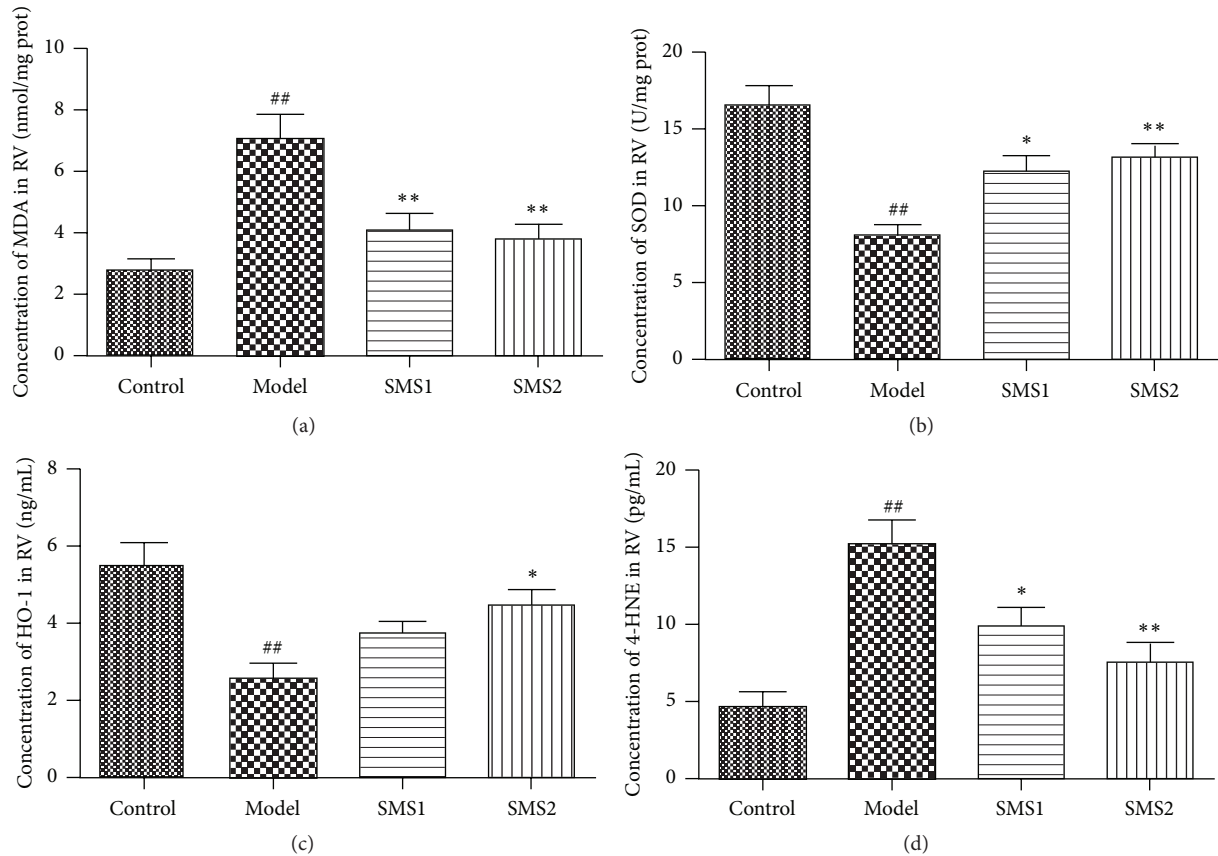 Concentration of MDA in RV (nmol/mg prot)
10
8
6
4
2
0
##
**
**
Control Model SMS1 SMS2
(a)
Concentration of SOD in RV (U/mg prot)
20
15
10
5
0
##
*
**
Control Model SMS1 SMS2
(b)
Concentration of HO-1 in RV (ng/mL)
8
6
4
2
0
##
*
Control Model SMS1 SMS2
(c)
Concentration of 4-HNE in RV (pg/mL)
20
15
10
5
0
##
*
**
Control Model SMS1 SMS2
(d)